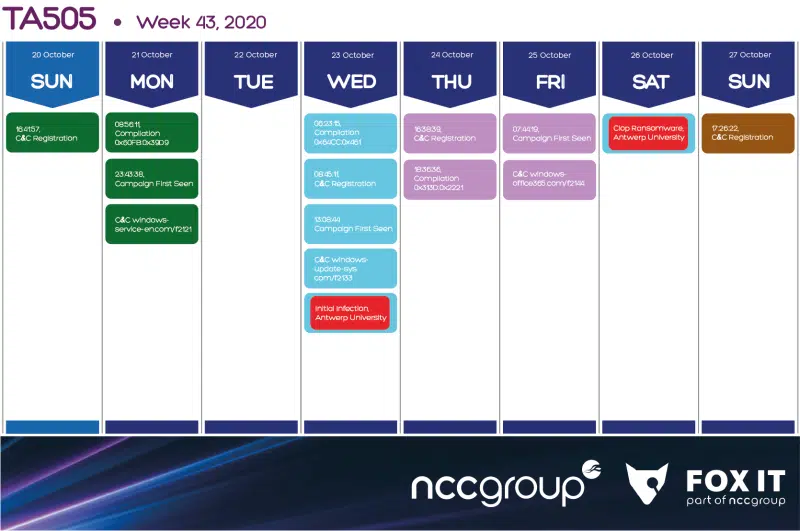 TA505 • Week 43, 2020
20 October
SUN
21 October
MON
22 October
TUE
23 October
WED
24 October
THU
25 October
FRI
26 October
SAT
27 October
SUN
16:41:57,
C&C Registration
08:56:11,
Compilation
0x60FB:0x39D9
23:43:38,
Campaign First Seen
C&C windows-
service-en.com/f2121
06:23:15,
Compilation
0x64CC:0x461
08:45:11,
C&C Registration
13:08:44
Campaign First Seen
C&C windows-
update-sys
com/f2133
Initial Infection,
Antwerp University
16:38:39,
C&C Registration
18:36:36,
Compilation
0x313D:0x2221
07:44:19,
Campaign First Seen
C&C windows-
office365.com/f2144
Clop Ransomware,
Antwerp University
17:26:22,
C&C Registration
nccgroup
FOX IT
part of nccgroup